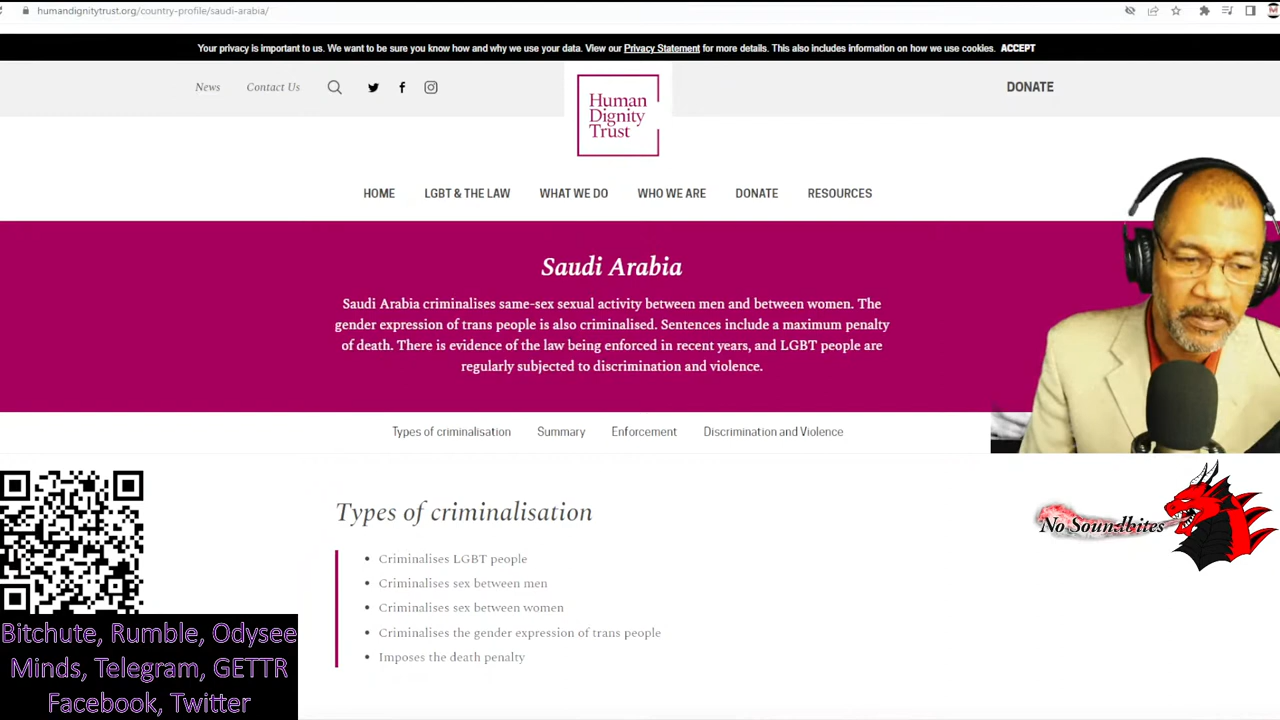 humandignitytrust.org/country-profile/saudi-arabia/
Your privacy is important to us. We want to be sure you know how and why we use your data. View our Privacy Statement for more details. This also includes information on how we use cookies. ACCEPT
News Contact Us DONATE
Human
Dignity
Trust
HOME LGBT & THE LAW WHAT WE DO WHO WE ARE DONATE RESOURCES
Saudi Arabia
Saudi Arabia criminalises same-sex sexual activity between men and between women. The
gender expression of trans people is also criminalised. Sentences include a maximum penalty
of death. There is evidence of the law being enforced in recent years, and LGBT people are
regularly subjected to discrimination and violence.
Types of criminalisation Summary Enforcement Discrimination and Violence
Types of criminalisation
Criminalises LGBT people
Criminalises sex between men
Criminalises sex between women
Criminalises the gender expression of trans people
Imposes the death penalty
No Soundbites
Bitchute, Rumble, Odysee
Minds, Telegram, GETTR
Facebook, Twitter